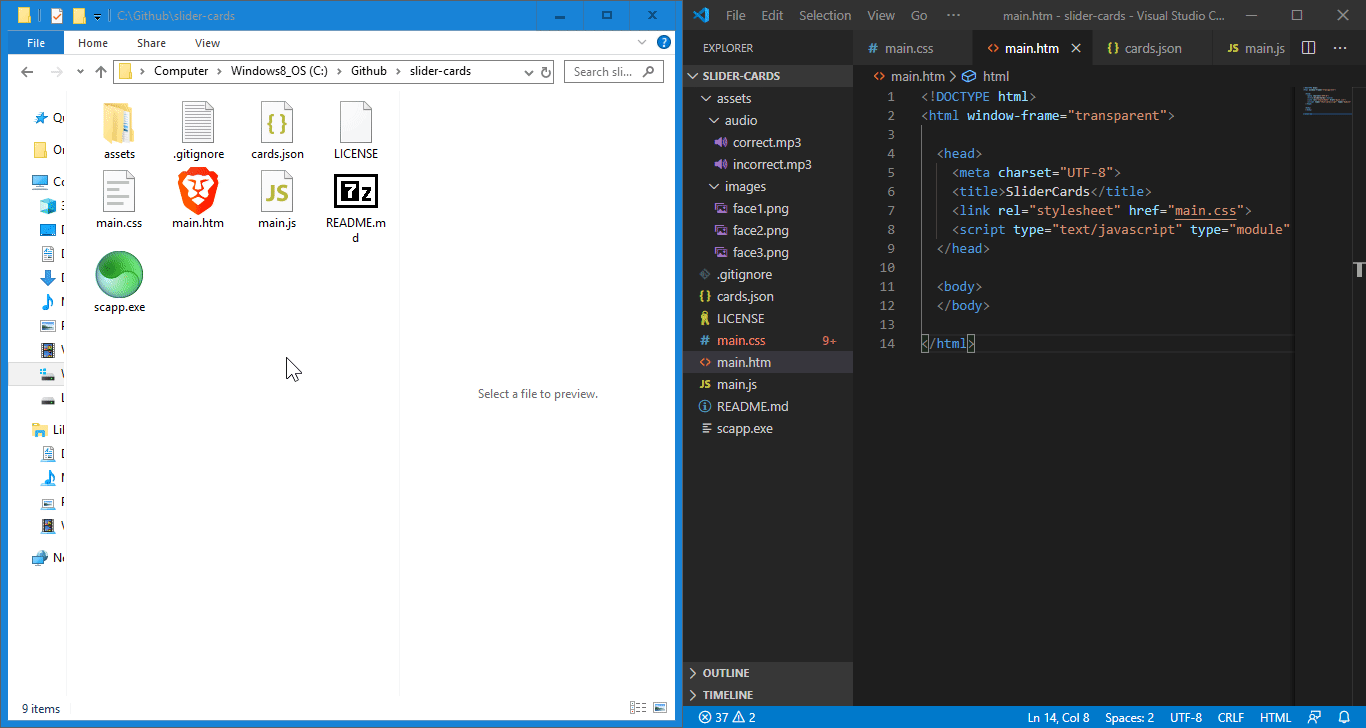 C:\Github\slider-cards
File Home Share View
Computer Windows8_OS (C:) Github slider-cards
Search sli...
assets .gitignore cards.json LICENSE
main.css main.htm main.js README.m
d
scapp.exe
Select a file to preview.
9 items
File Edit Selection View Go ··· main.htm - slider-cards - Visual Studio C...
EXPLORER
# main.css <> main.htm {} cards.json JS main.js
SLIDER-CARDS
assets
audio
correct.mp3
incorrect.mp3
images
face1.png
face2.png
face3.png
.gitignore
{} cards.json
LICENSE
# main.css 9+
<> main.htm
JS main.js
README.md
scapp.exe
OUTLINE
TIMELINE
<> main.htm > html
1 <!DOCTYPE html>
2 <html window-frame="transparent">
3
4 <head>
5 <meta charset="UTF-8">
6 <title>SliderCards</title>
7 <link rel="stylesheet" href="main.css">
8 <script type="text/javascript" type="module"
9 </head>
10
11 <body>
12 </body>
13
14 </html>
37 2 Ln 14, Col 8 Spaces: 2 UTF-8 CRLF HTML